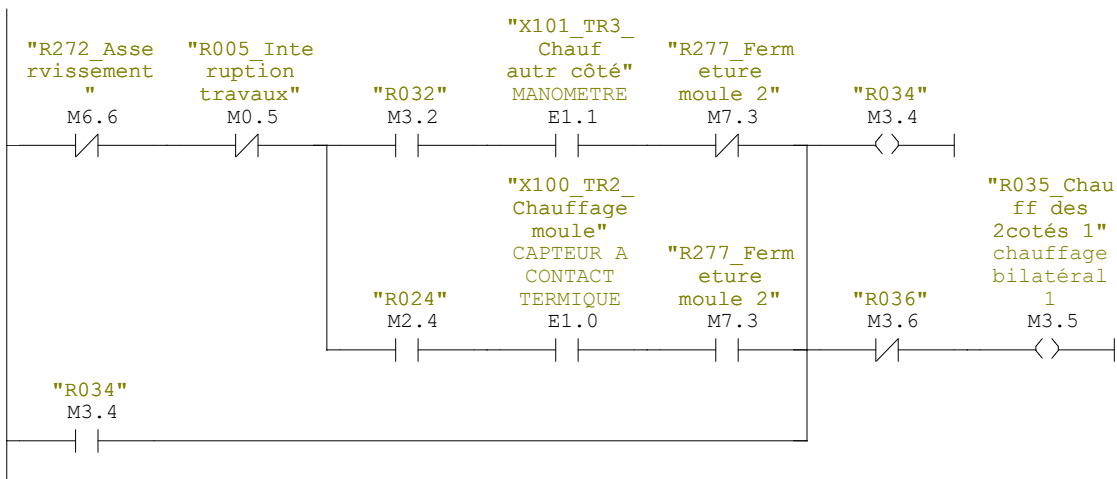 "X101_TR3_
"R272_Asse "R005_Inte Chauf "R277_Ferm
rvissement ruption autr côté" eture
" travaux" "R032" MANOMETRE moule 2" "R034"
M6.6 M0.5 M3.2 E1.1 M7.3 M3.4
"X100_TR2_ "R035_Chau
Chauffage ff des
moule" 2cotés 1"
CAPTEUR A "R277_Ferm chauffage
CONTACT eture bilatéral
"R024" TERMIQUE moule 2" "R036" 1
M2.4 E1.0 M7.3 M3.6 M3.5
"R034"
M3.4